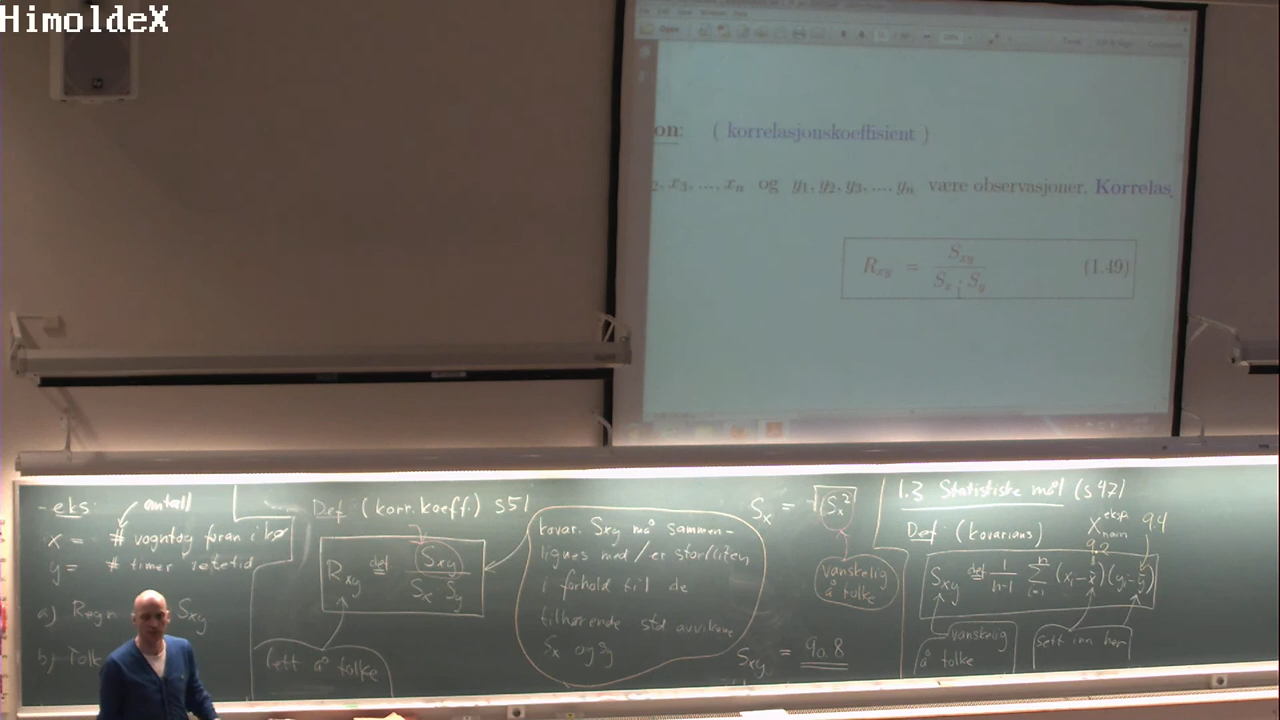 HimoldeX
on: ( korrelasjonskoeffisient )
2, x3, ..., xn og y1, y2, y3, ..., yn være observasjoner. Korrelas
Rxy = Sxy / Sx · Sy (1.49)
- eks:
antall
x = # vogntog foran i kø
y = # timer ventetid
a) Regn Sxy
b) Tolk
Def (korr.koeff.) s51
Rxy def = Sxy / Sx · Sy
lett å tolke
kovar. Sxy må sammen-
lignes med / er stor/liten
i forhold til de
tilhørende std avvikene
Sx og Sy
Sx = √Sx²
vanskelig
å tolke
Sxy = 90.8
1.3 Statistiske mål (s 47)
Def: (kovarians)
9.2
94
Sxy def = 1/n-1 Σ i=1 n (xi - x̄)(yi - ȳ)
vanskelig
å tolke
sett inn her